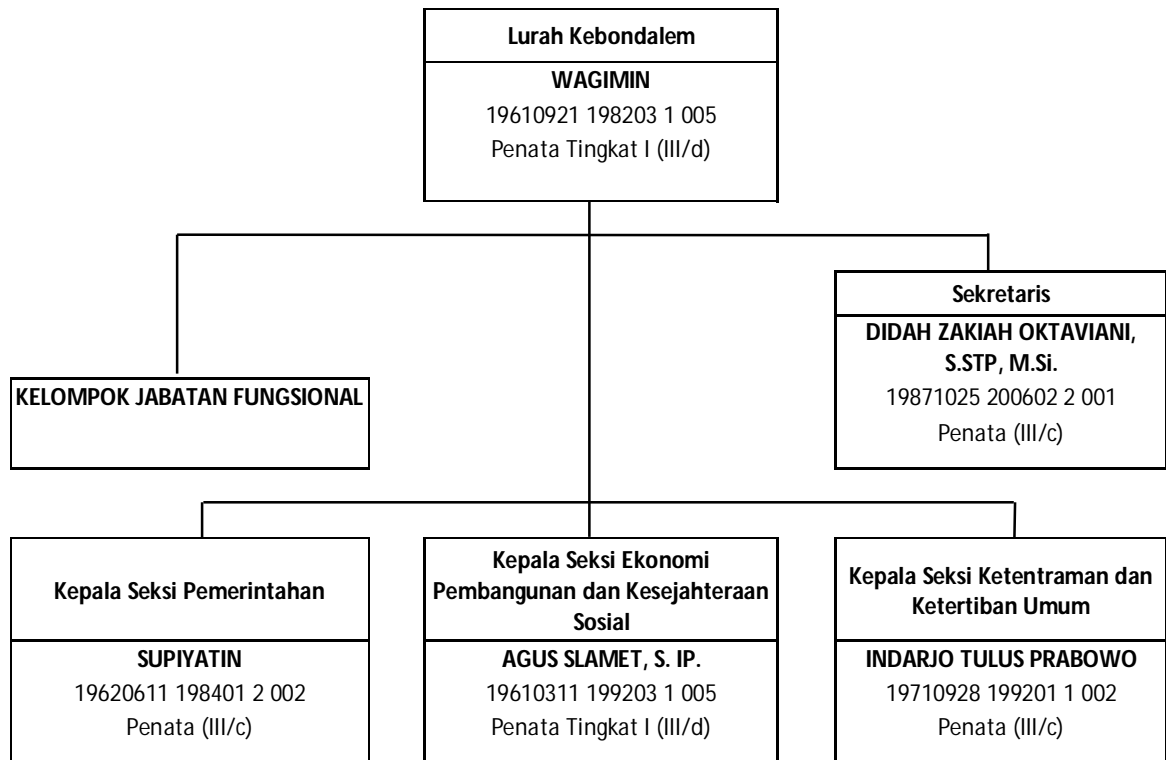 Lurah Kebondalem
WAGIMIN
19610921 198203 1 005
Penata Tingkat I (III/d)
Sekretaris
DIDAH ZAKIAH OKTAVIANI,
S.STP, M.Si.
19871025 200602 2 001
Penata (III/c)
KELOMPOK JABATAN FUNGSIONAL
Kepala Seksi Pemerintahan
SUPIYATIN
19620611 198401 2 002
Penata (III/c)
Kepala Seksi Ekonomi
Pembangunan dan Kesejahteraan
Sosial
AGUS SLAMET, S. IP.
19610311 199203 1 005
Penata Tingkat I (III/d)
Kepala Seksi Ketentraman dan
Ketertiban Umum
INDARJO TULUS PRABOWO
19710928 199201 1 002
Penata (III/c)